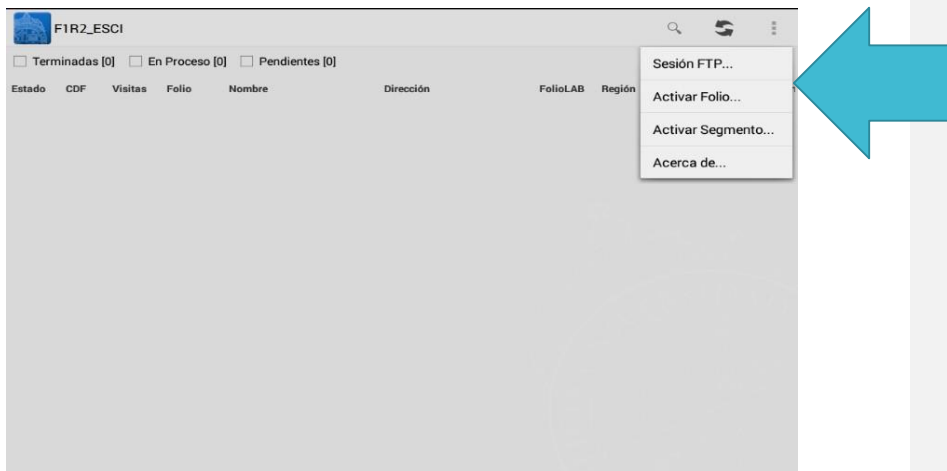 F1R2_ESCI
Terminadas [0] En Proceso [0] Pendientes [0]
Estado CDF Visitas Folio Nombre Dirección FolioLAB Región
Sesión FTP...
Activar Folio...
Activar Segmento...
Acerca de...